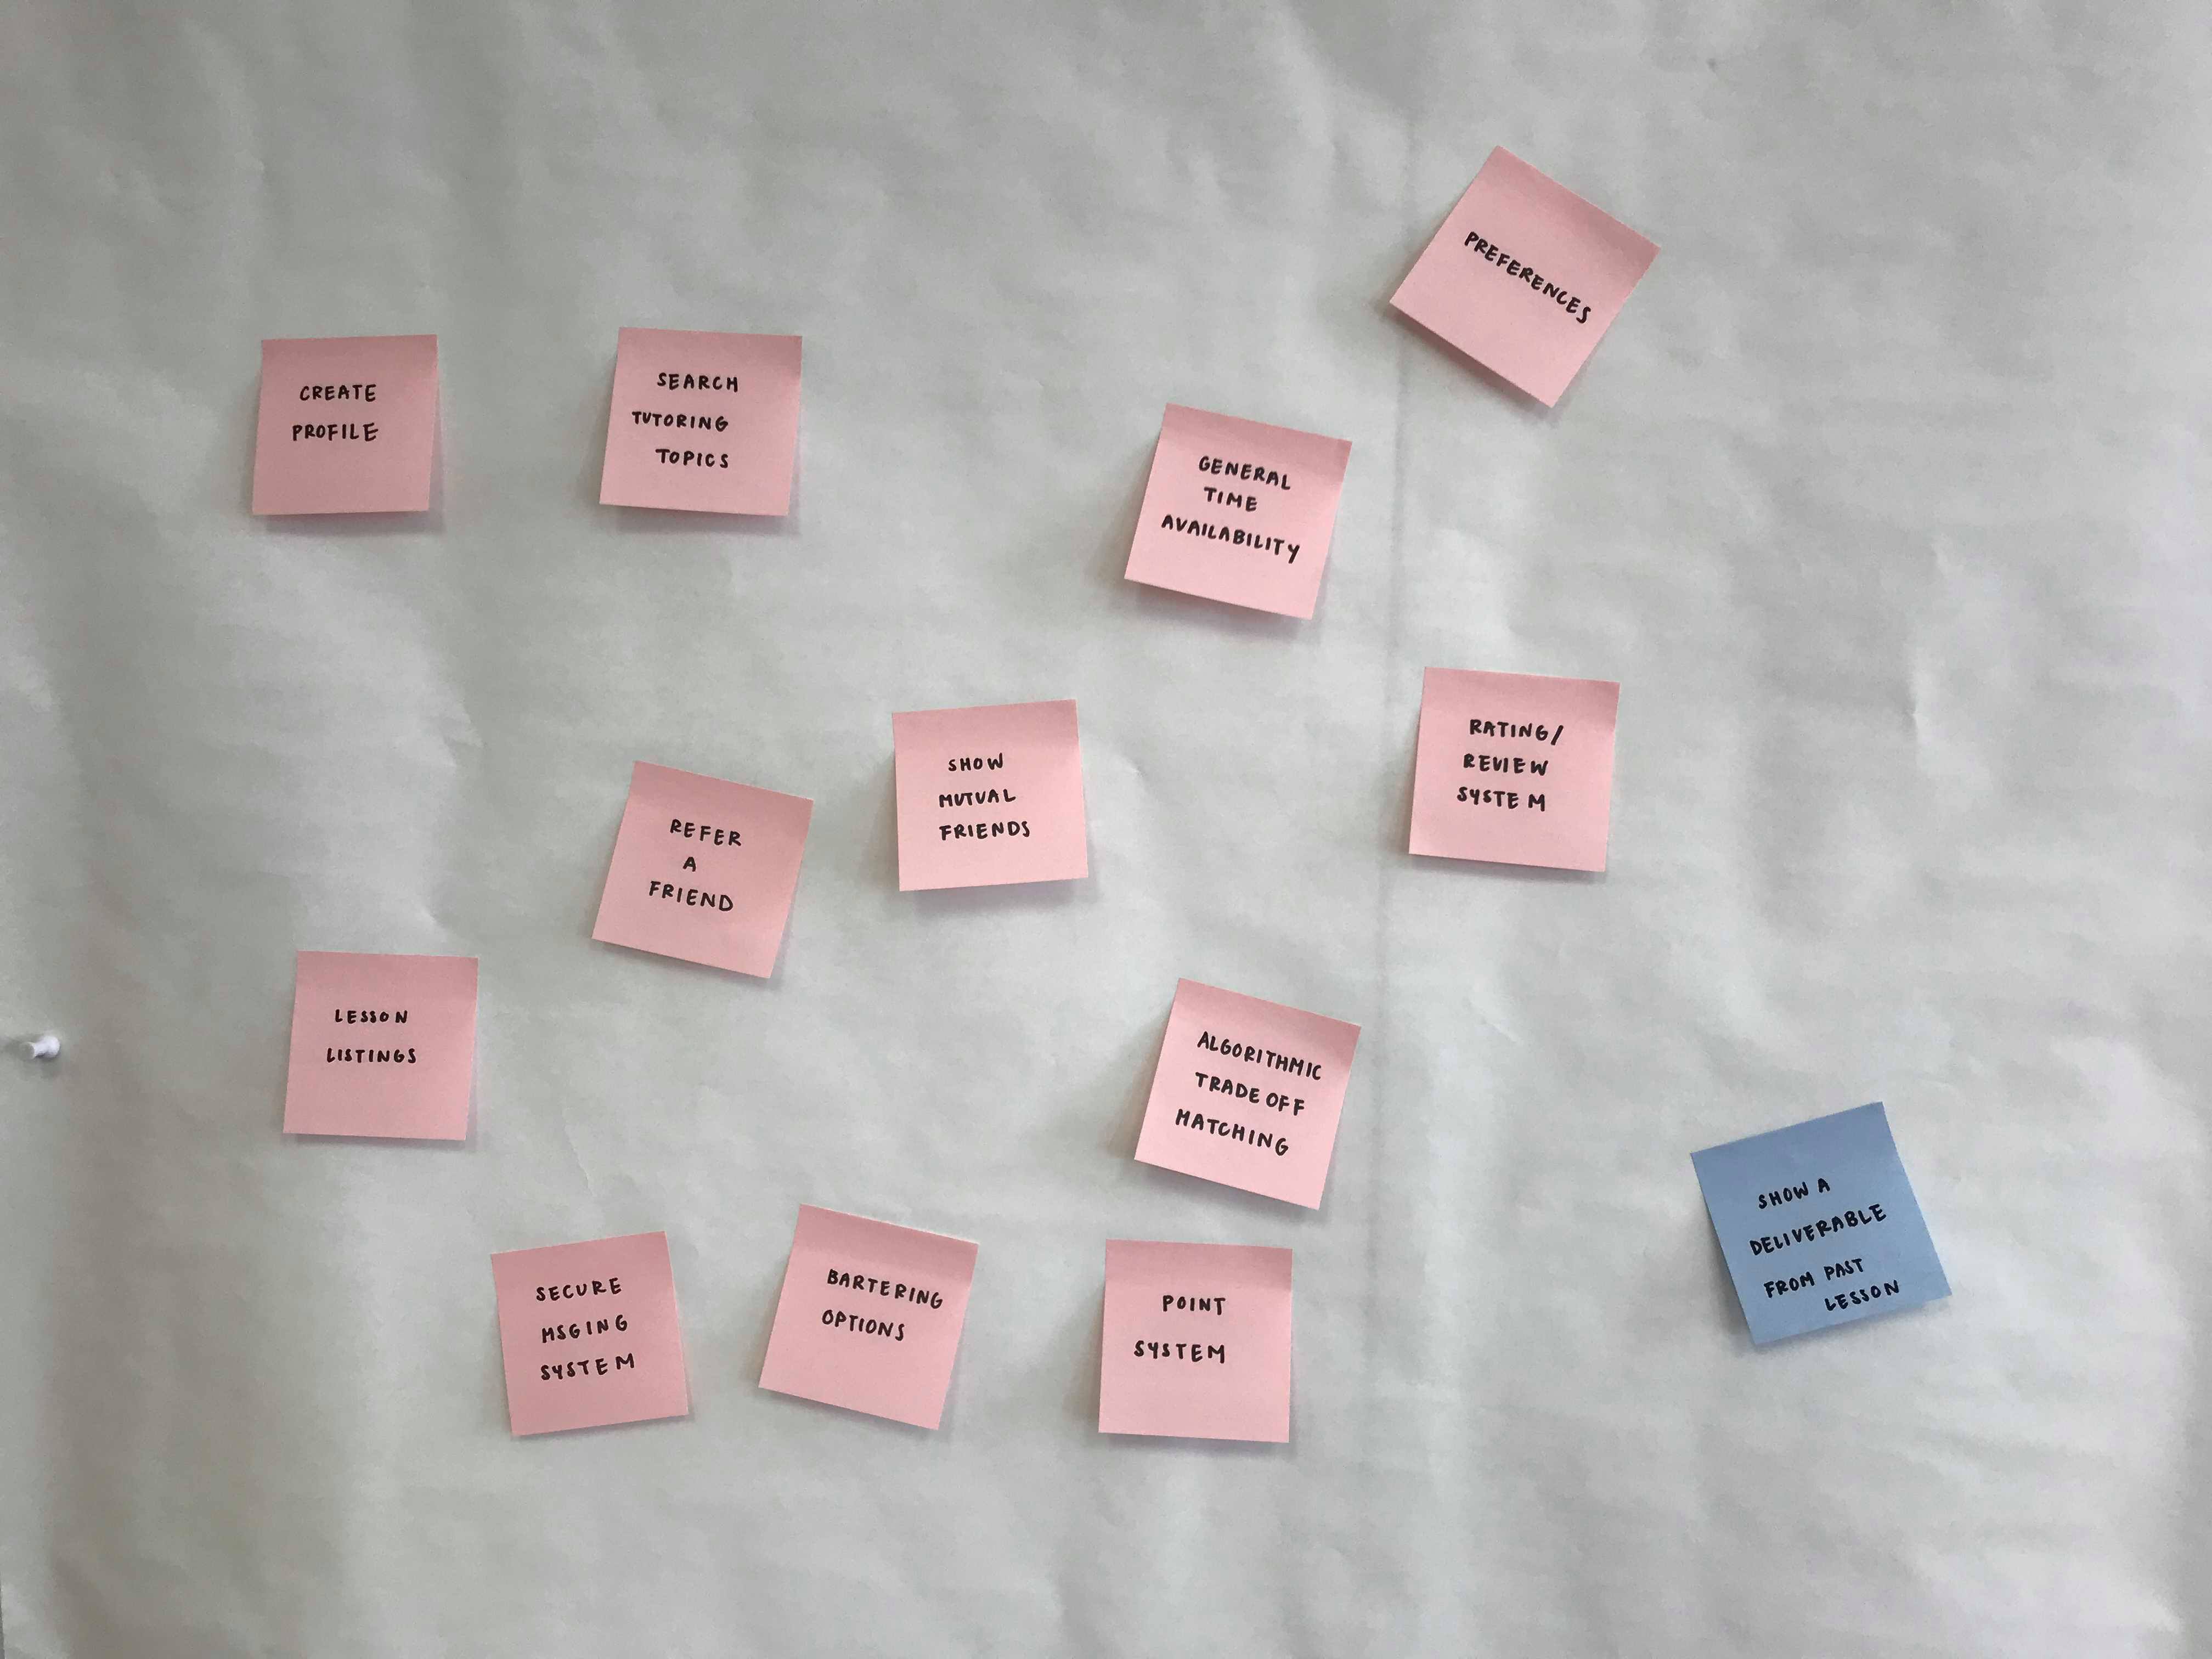 PREFERENCES
CREATE
PROFILE
SEARCH
TUTORING
TOPICS
GENERAL
TIME
AVAILABILITY
REFER
A
FRIEND
SHOW
MUTUAL
FRIENDS
RATING/
REVIEW
SYSTEM
LESSON
LISTINGS
ALGORITHMIC
TRADE OFF
MATCHING
SECURE
MSGING
SYSTEM
BARTERING
OPTIONS
POINT
SYSTEM
SHOW A
DELIVERABLE
FROM PAST
LESSON